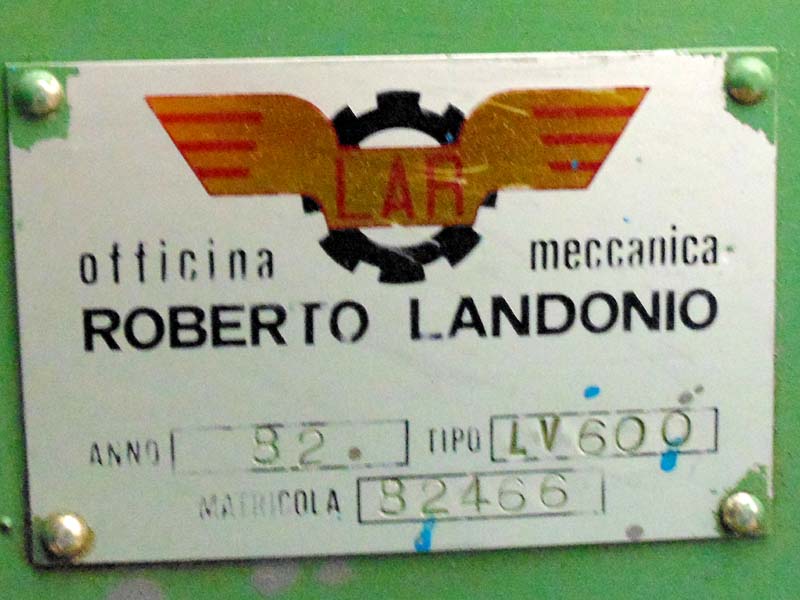 LAR
officina meccanica
ROBERTO LANDONIO
ANNO 82. TIPO LV600
MATRICOLA 82466